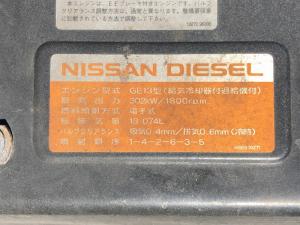 NISSAN DIESEL
エンジン型式 GE13型(給気冷却器付過給機付)
最高出力 302kW/1800r.p.m.
燃料噴射方式 電子式
総排気量 13.074L
バルブクリアランス 吸気0.4mm/排気0.6mm(冷時)
噴射順序 1-4-2-6-3-5